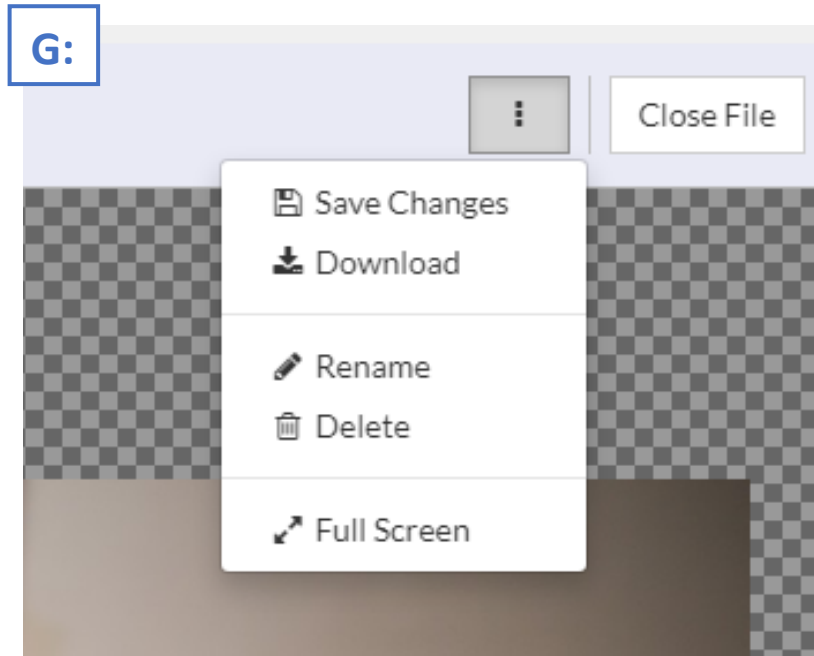 G:
Close File
Save Changes
Download
Rename
Delete
Full Screen